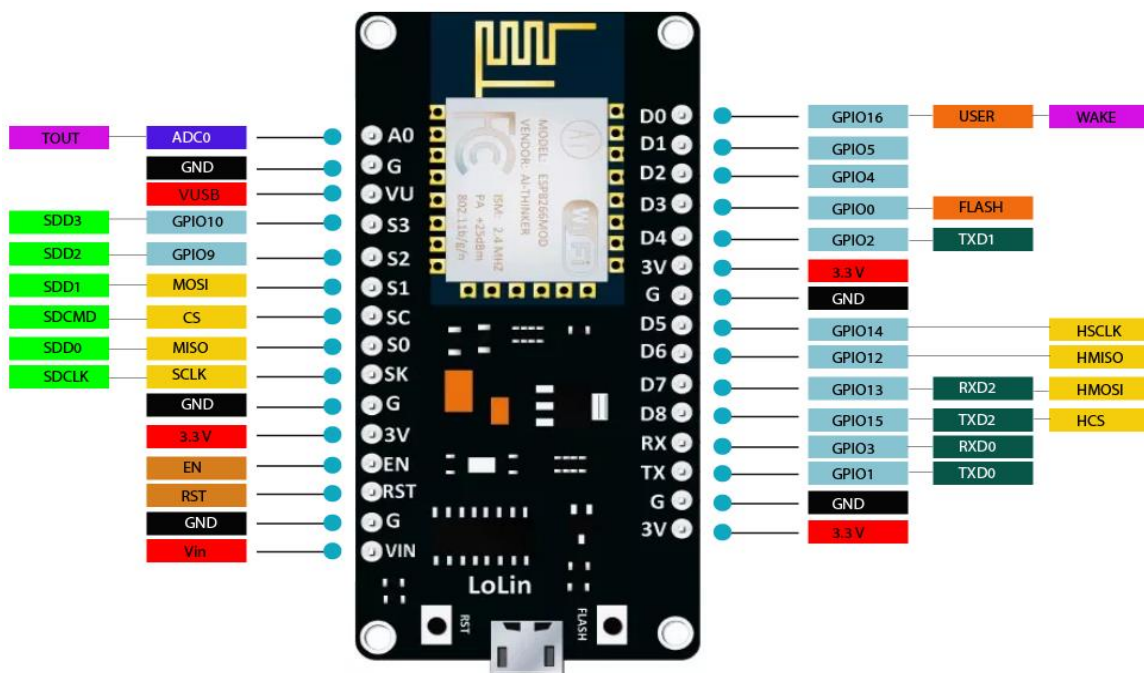 TOUT ADC0 A0
GND G
VUSB VU
SDD3 GPIO10 S3
SDD2 GPIO9 S2
SDD1 MOSI S1
SDCMD CS SC
SDD0 MISO S0
SDCLK SCLK SK
GND G
3.3 V 3V
EN EN
RST RST
GND G
Vin VIN
MODEL: ESP8266MOD
VENDOR: AI-THINKER
ISM: 2.4 MHZ
PA +25dBm
802.11b/g/n
FCC
Ai
WiFi
D0 GPIO16 USER WAKE
D1 GPIO5
D2 GPIO4
D3 GPIO0 FLASH
D4 GPIO2 TXD1
3V 3.3 V
G GND
D5 GPIO14 HSCLK
D6 GPIO12 HMISO
D7 GPIO13 RXD2 HMOSI
D8 GPIO15 TXD2 HCS
RX GPIO3 RXD0
TX GPIO1 TXD0
G GND
3V 3.3 V
LoLin
RST
FLASH